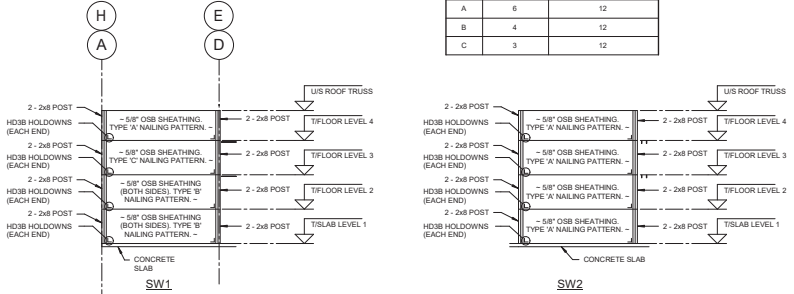 H
E
A
D
A 6 12
B 4 12
C 3 12
U/S ROOF TRUSS
2 - 2x8 POST
~ 5/8" OSB SHEATHING.
TYPE 'A' NAILING PATTERN. ~
2 - 2x8 POST
HD3B HOLDOWNS
(EACH END)
T/FLOOR LEVEL 4
2 - 2x8 POST
~ 5/8" OSB SHEATHING.
TYPE 'C' NAILING PATTERN. ~
2 - 2x8 POST
HD3B HOLDOWNS
(EACH END)
T/FLOOR LEVEL 3
2 - 2x8 POST
~ 5/8" OSB SHEATHING
(BOTH SIDES). TYPE 'B'
NAILING PATTERN. ~
2 - 2x8 POST
HD3B HOLDOWNS
(EACH END)
T/FLOOR LEVEL 2
2 - 2x8 POST
~ 5/8" OSB SHEATHING
(BOTH SIDES). TYPE 'B'
NAILING PATTERN. ~
2 - 2x8 POST
HD3B HOLDOWNS
(EACH END)
T/SLAB LEVEL 1
CONCRETE
SLAB
SW1
U/S ROOF TRUSS
2 - 2x8 POST
~ 5/8" OSB SHEATHING.
TYPE 'A' NAILING PATTERN. ~
2 - 2x8 POST
HD3B HOLDOWNS
(EACH END)
T/FLOOR LEVEL 4
2 - 2x8 POST
~ 5/8" OSB SHEATHING.
TYPE 'A' NAILING PATTERN. ~
2 - 2x8 POST
HD3B HOLDOWNS
(EACH END)
T/FLOOR LEVEL 3
2 - 2x8 POST
~ 5/8" OSB SHEATHING.
TYPE 'A' NAILING PATTERN. ~
2 - 2x8 POST
HD3B HOLDOWNS
(EACH END)
T/FLOOR LEVEL 2
2 - 2x8 POST
~ 5/8" OSB SHEATHING.
TYPE 'A' NAILING PATTERN. ~
2 - 2x8 POST
HD3B HOLDOWNS
(EACH END)
T/SLAB LEVEL 1
CONCRETE
SLAB
SW2